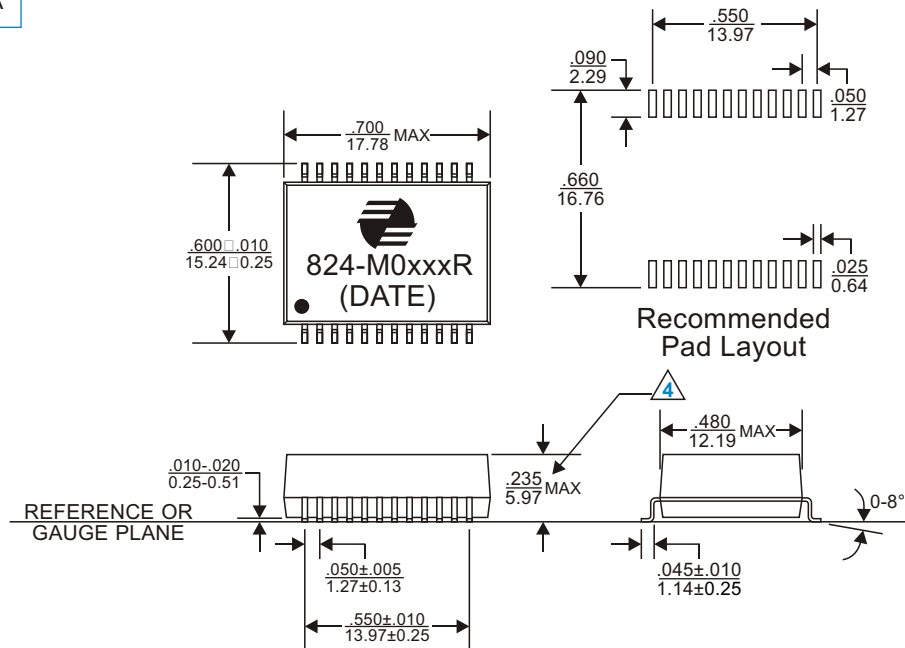 A
.550
13.97
.090
2.29
.050
1.27
.700 MAX
17.78
.660
16.76
.600□.010
15.24□0.25
824-M0xxxR
(DATE)
.025
0.64
Recommended
Pad Layout
4
.480 MAX
12.19
.010-.020
0.25-0.51
.235 MAX
5.97
0-8°
REFERENCE OR
GAUGE PLANE
.050±.005
1.27±0.13
.045±.010
1.14±0.25
.550±.010
13.97±0.25